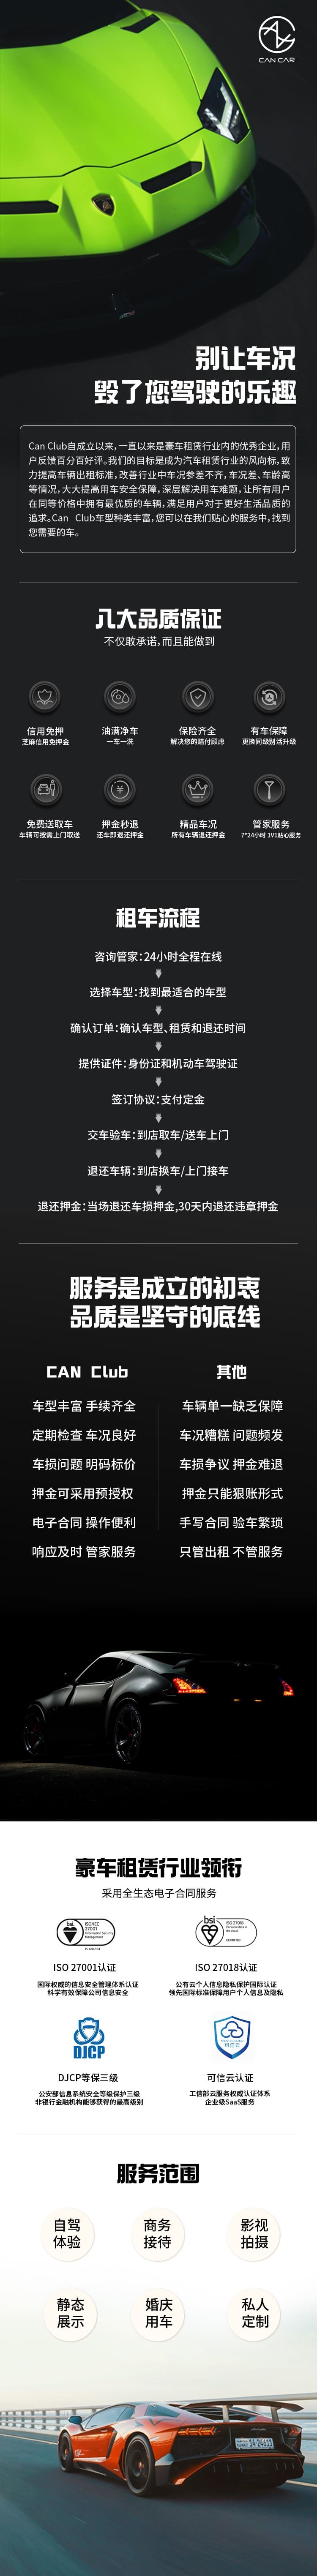 CAN CAR
别让车况
毁了您驾驶的乐趣
Can Club自成立以来,一直以来是豪车租赁行业内的优秀企业,用
户反馈百分百好评。我们的目标是成为汽车租赁行业的风向标,致
力提高车辆出租标准,改善行业中车况参差不齐,车况差、车龄高
等情况,大大提高用车安全保障,深层解决用车难题,让所有用户
在同等价格中拥有最优质的车辆,满足用户对于更好生活品质的
追求。Can Club车型种类丰富,您可以在我们贴心的服务中,找到
您需要的车。
八大品质保证
不仅敢承诺,而且能做到
信用免押 油满净车 保险齐全 有车保障
芝麻信用免押金 一车一洗 解决您的赔付顾虑 更换同级别活升级
免费送取车 押金秒退 精品车况 管家服务
车辆可按需上门取送 还车即退还押金 所有车辆退还押金 7*24小时 1V1贴心服务
租车流程
咨询管家:24小时全程在线
选择车型:找到最适合的车型
确认订单:确认车型、租赁和退还时间
提供证件:身份证和机动车驾驶证
签订协议:支付定金
交车验车:到店取车/送车上门
退还车辆:到店换车/上门接车
退还押金:当场退还车损押金,30天内退还违章押金
服务是成立的初衷
品质是坚守的底线
CAN Club 其他
车型丰富 手续齐全 车辆单一缺乏保障
定期检查 车况良好 车况糟糕 问题频发
车损问题 明码标价 车损争议 押金难退
押金可采用预授权 押金只能狠账形式
电子合同 操作便利 手写合同 验车繁琐
响应及时 管家服务 只管出租 不管服务
豪车租赁行业领衔
采用全生态电子合同服务
bsi. ISO/IEC 27001 Information Security Management
bsi. ISO 27018 CERTIFIED
ISO 27001认证 ISO 27018认证
国际权威的信息安全管理体系认证 公有云个人信息隐私保护国际认证
科学有效保障公司信息安全 领先国际标准保障用户个人信息及隐私
DJCP
可信云
DJCP等保三级 可信云认证
公安部信息系统安全等级保护三级 工信部云服务权威认证体系
非银行金融机构能够获得的最高级别 企业级SaaS服务
服务范围
自驾 商务 影视
体验 接待 拍摄
静态 婚庆 私人
展示 用车 定制